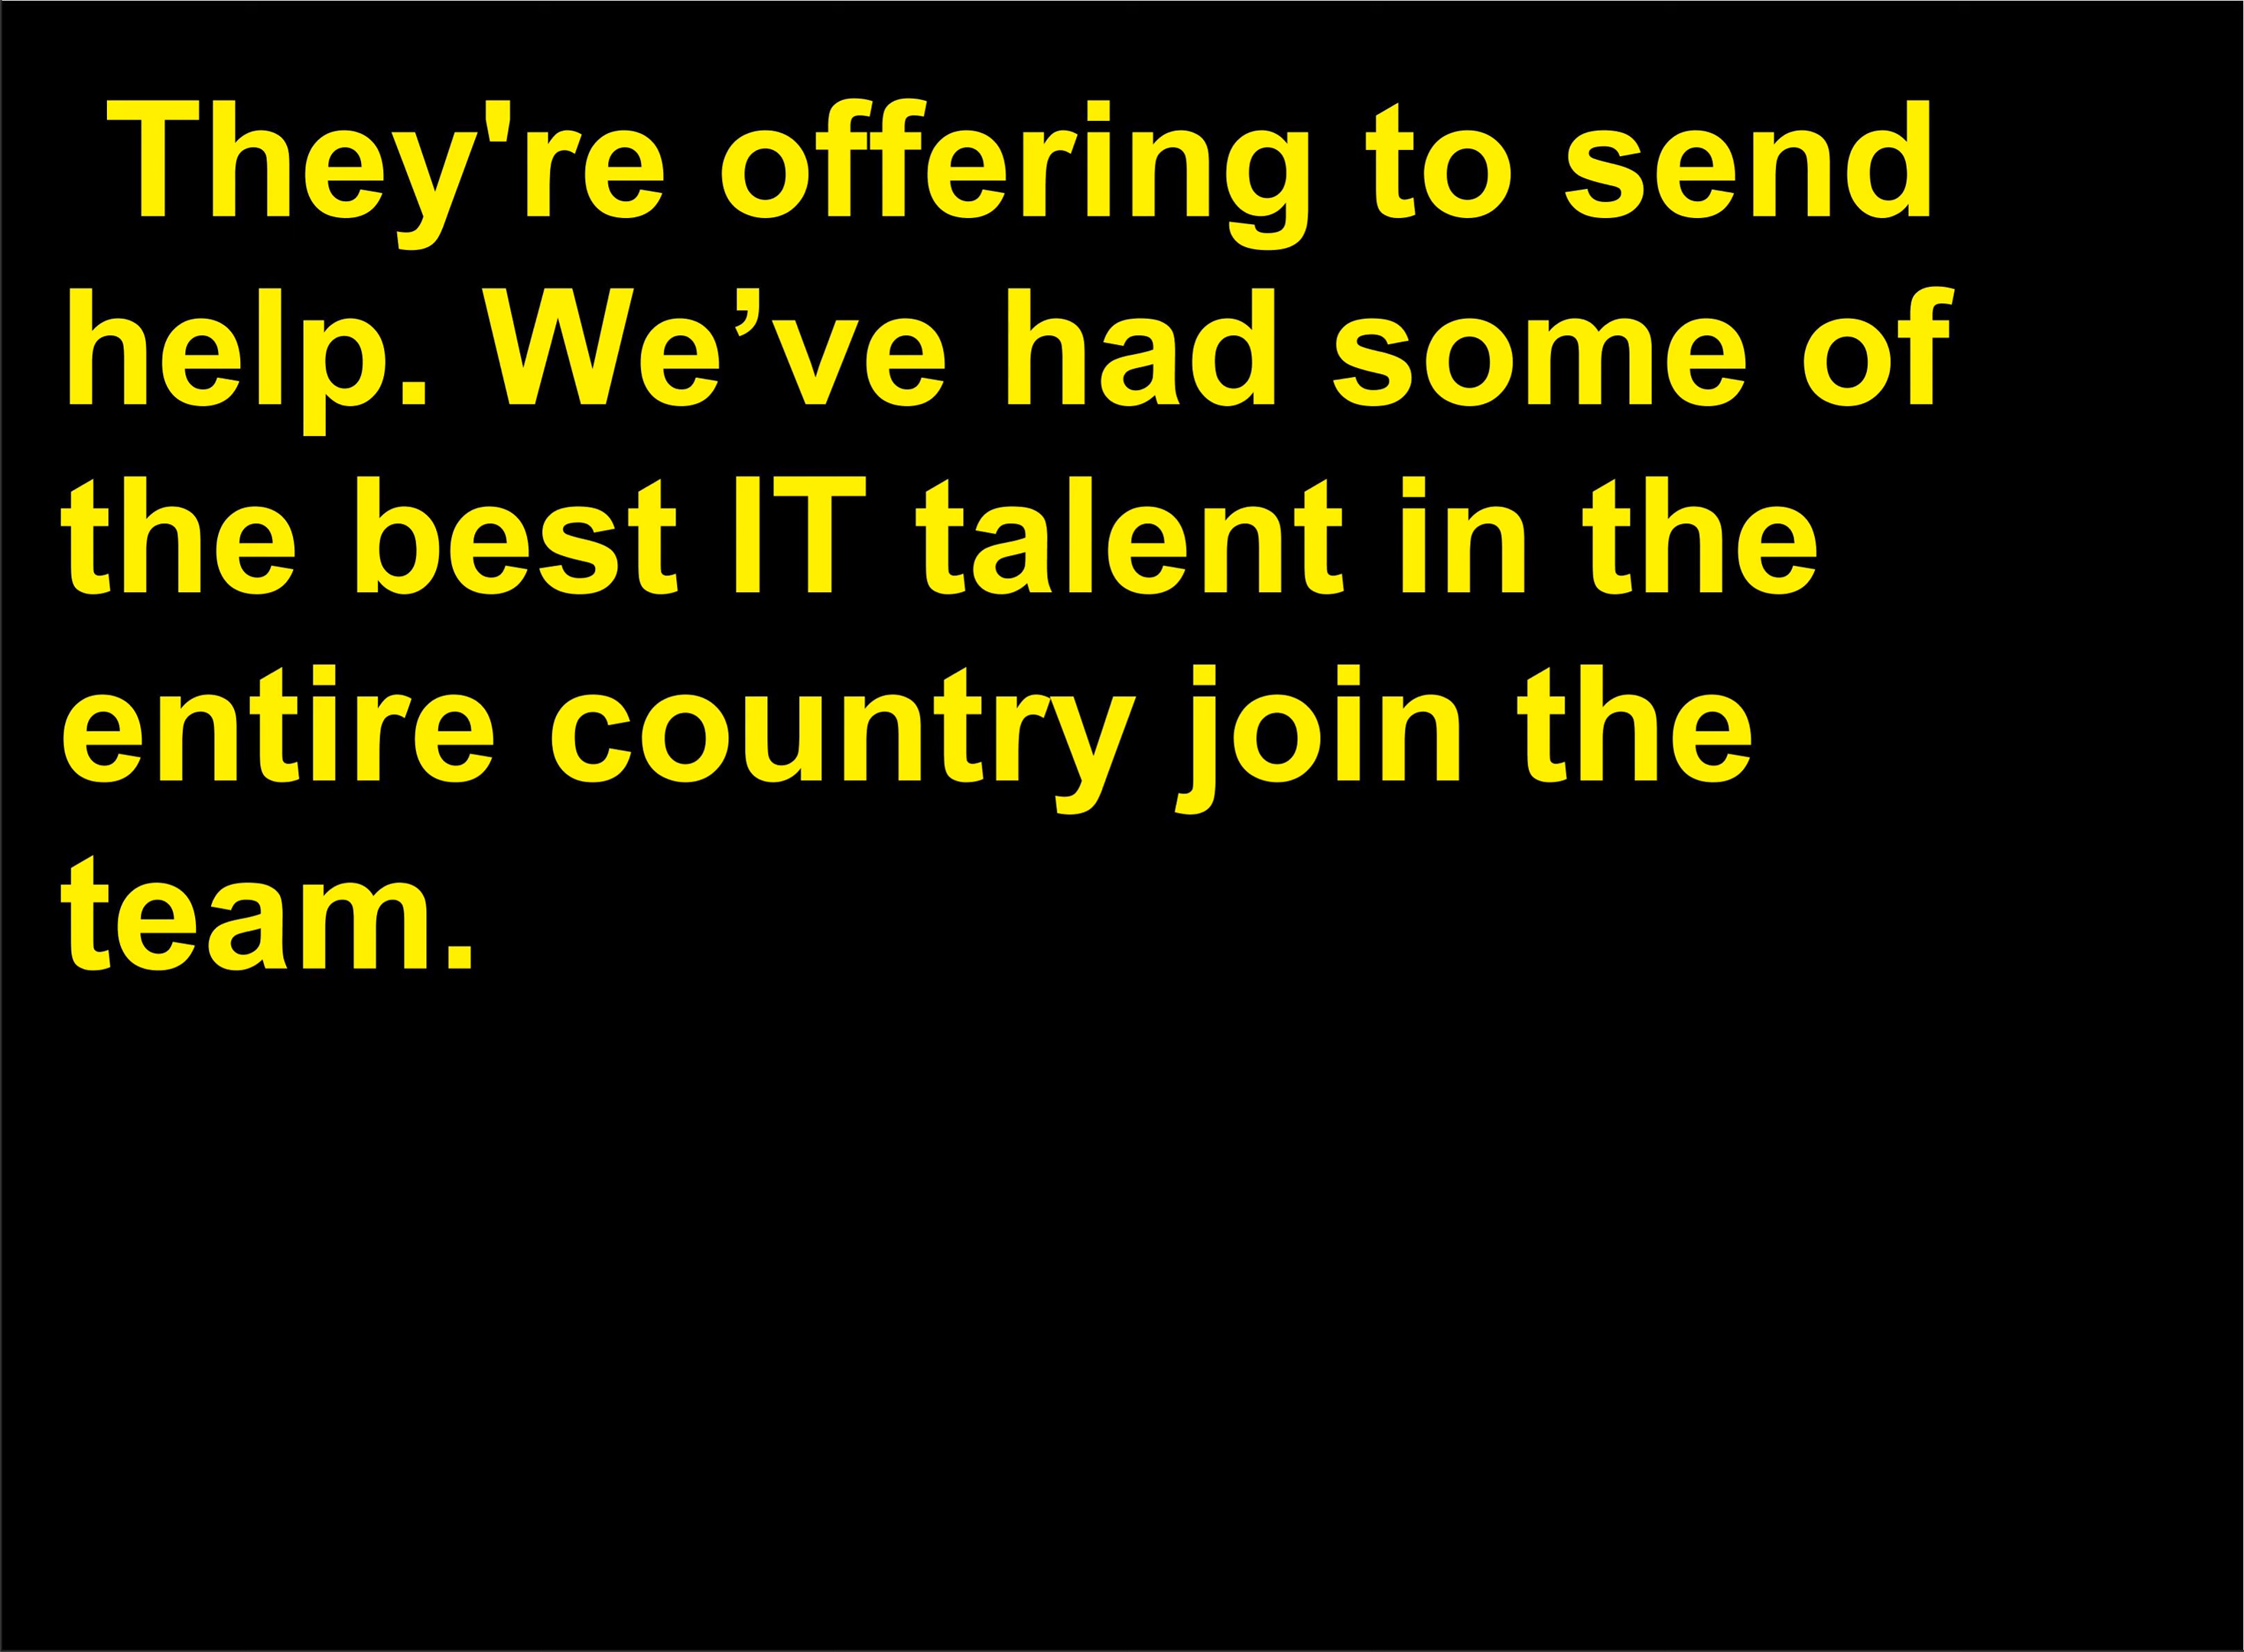 They're offering to send
help. We’ve had some of
the best IT talent in the
entire country join the
team.